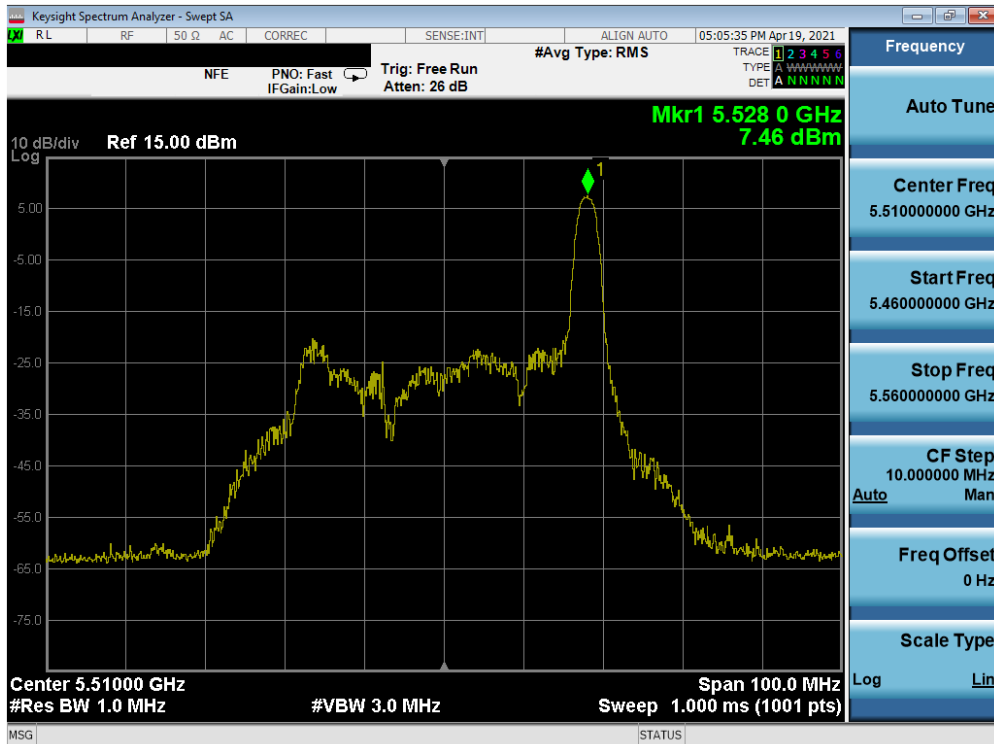 Keysight Spectrum Analyzer - Swept SA
LXI RL RF 50 Ω AC CORREC SENSE:INT ALIGN AUTO 05:05:35 PM Apr 19, 2021
Frequency
#Avg Type: RMS
TRACE 1 2 3 4 5 6
TYPE A WWWWW
DET A N N N N N
NFE
PNO: Fast
IFGain:Low
Trig: Free Run
Atten: 26 dB
Auto Tune
Mkr1 5.528 0 GHz
7.46 dBm
10 dB/div
Log
Ref 15.00 dBm
1
5.00
-5.00
-15.0
-25.0
-35.0
-45.0
-55.0
-65.0
-75.0
Center Freq
5.510000000 GHz
Start Freq
5.460000000 GHz
Stop Freq
5.560000000 GHz
CF Step
10.000000 MHz
Auto Man
Freq Offset
0 Hz
Scale Type
Log Lin
Center 5.51000 GHz
Span 100.0 MHz
#Res BW 1.0 MHz
#VBW 3.0 MHz
Sweep 1.000 ms (1001 pts)
MSG
STATUS